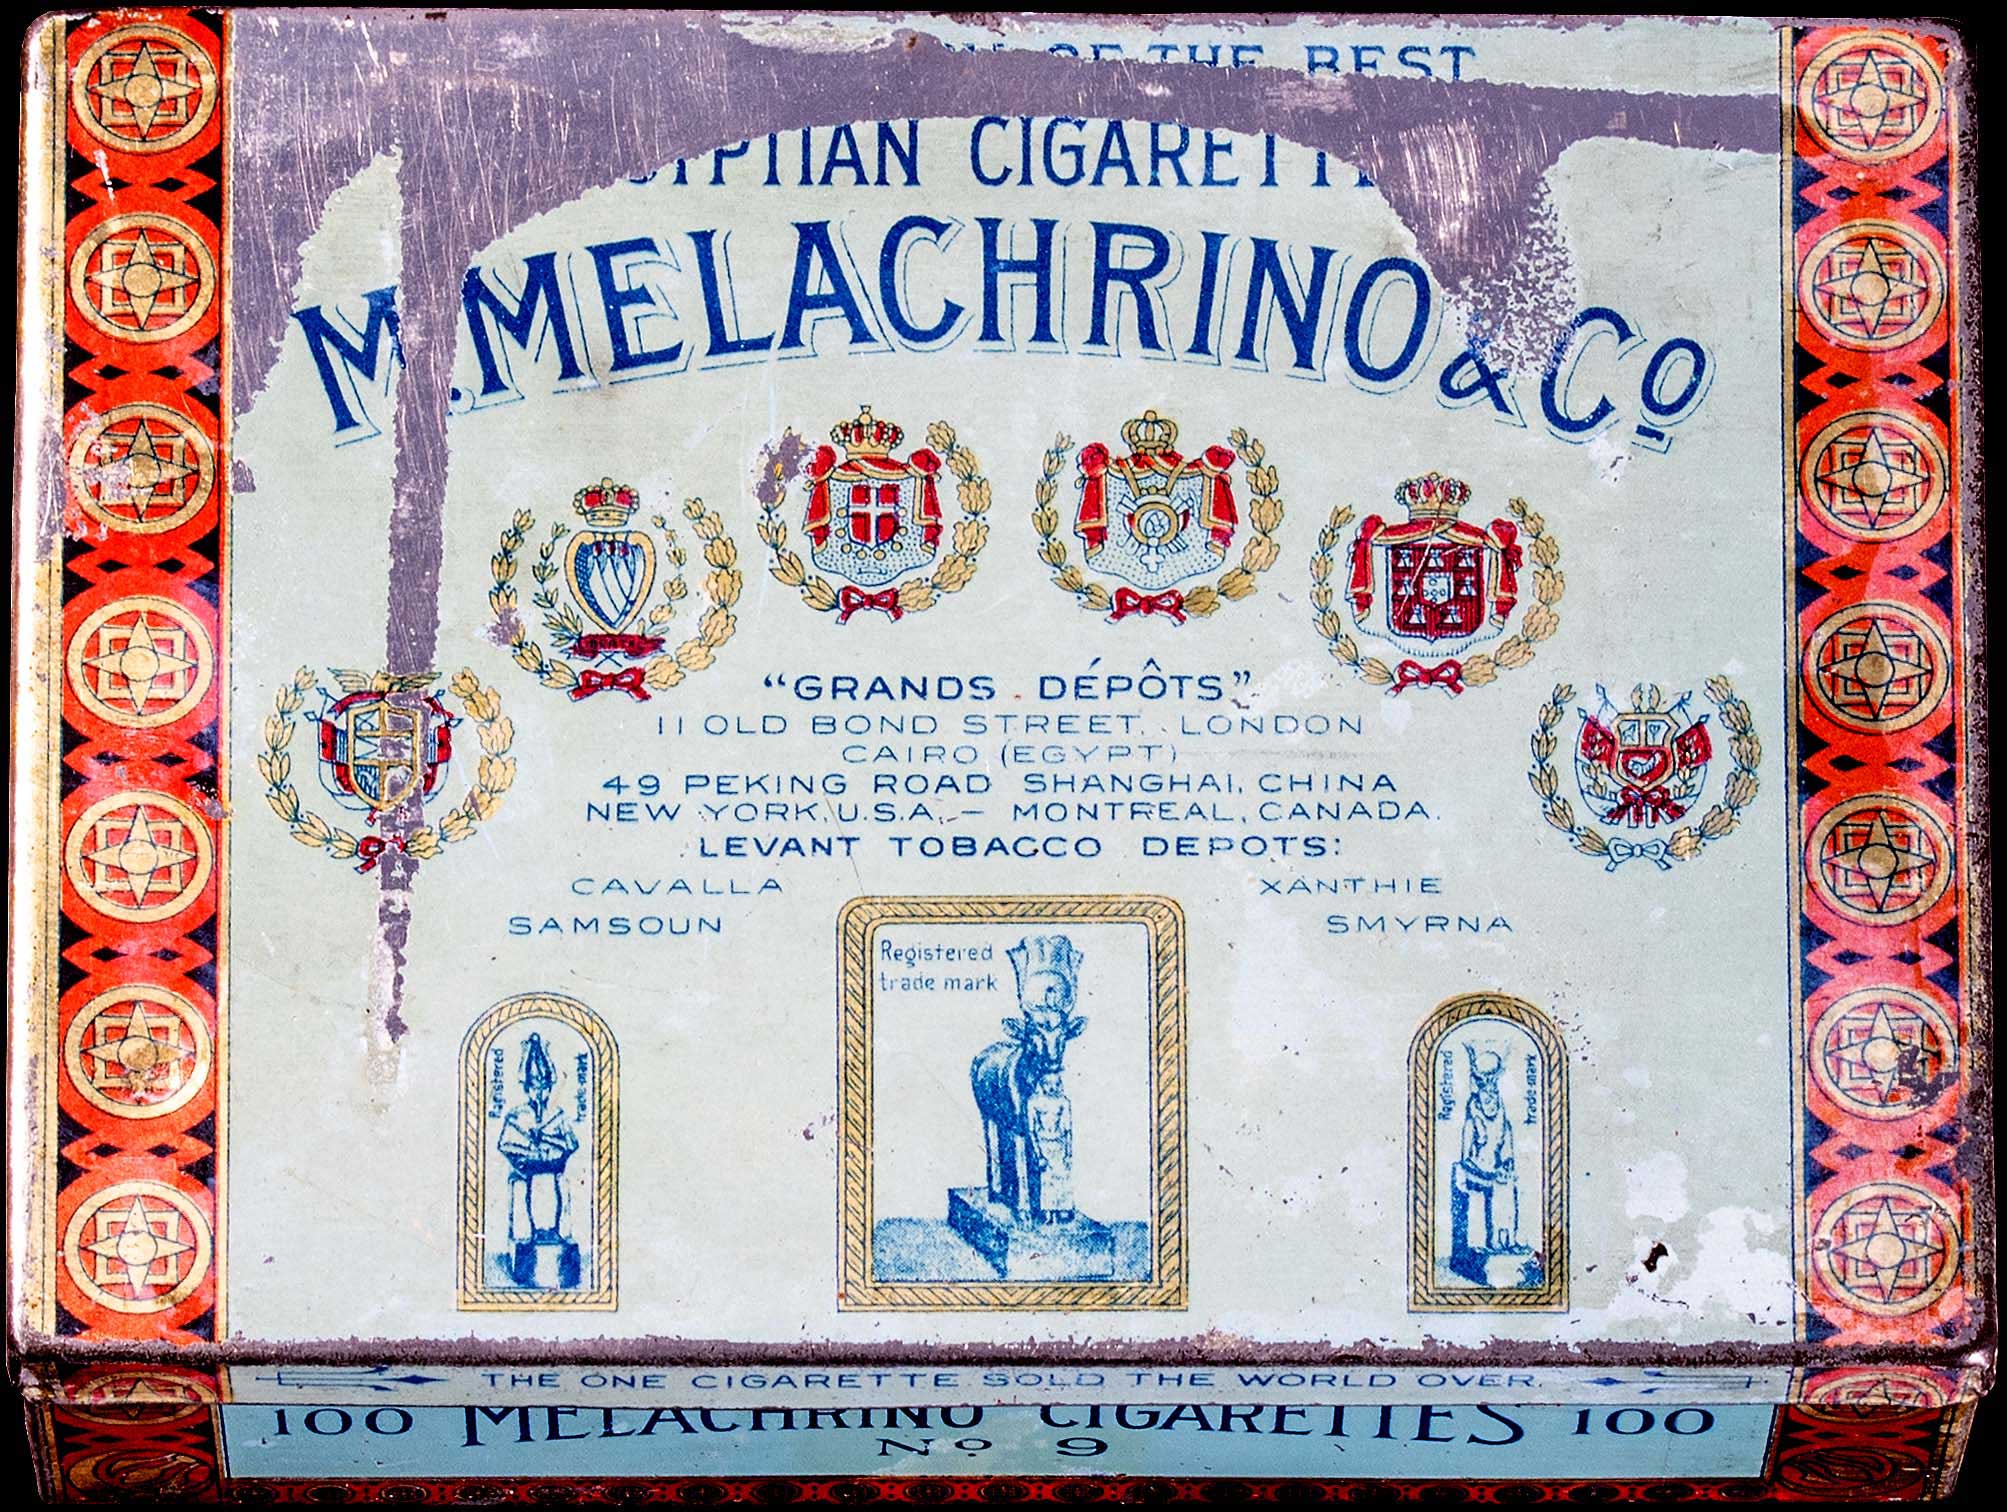 OF THE BEST
CIGARETT
M. MELACHRINO & Cº
“GRANDS DÉPÔTS”
11 OLD BOND STREET, LONDON
CAIRO (EGYPT)
49 PEKING ROAD SHANGHAI, CHINA
NEW YORK, U.S.A. – MONTREAL, CANADA.
LEVANT TOBACCO DEPOTS:
CAVALLA XANTHIE
SAMSOUN SMYRNA
Registered
trade mark
Registered trade mark
Registered trade mark
THE ONE CIGARETTE SOLD THE WORLD OVER.
100 MELACHRINO CIGARETTES 100
Nº 9